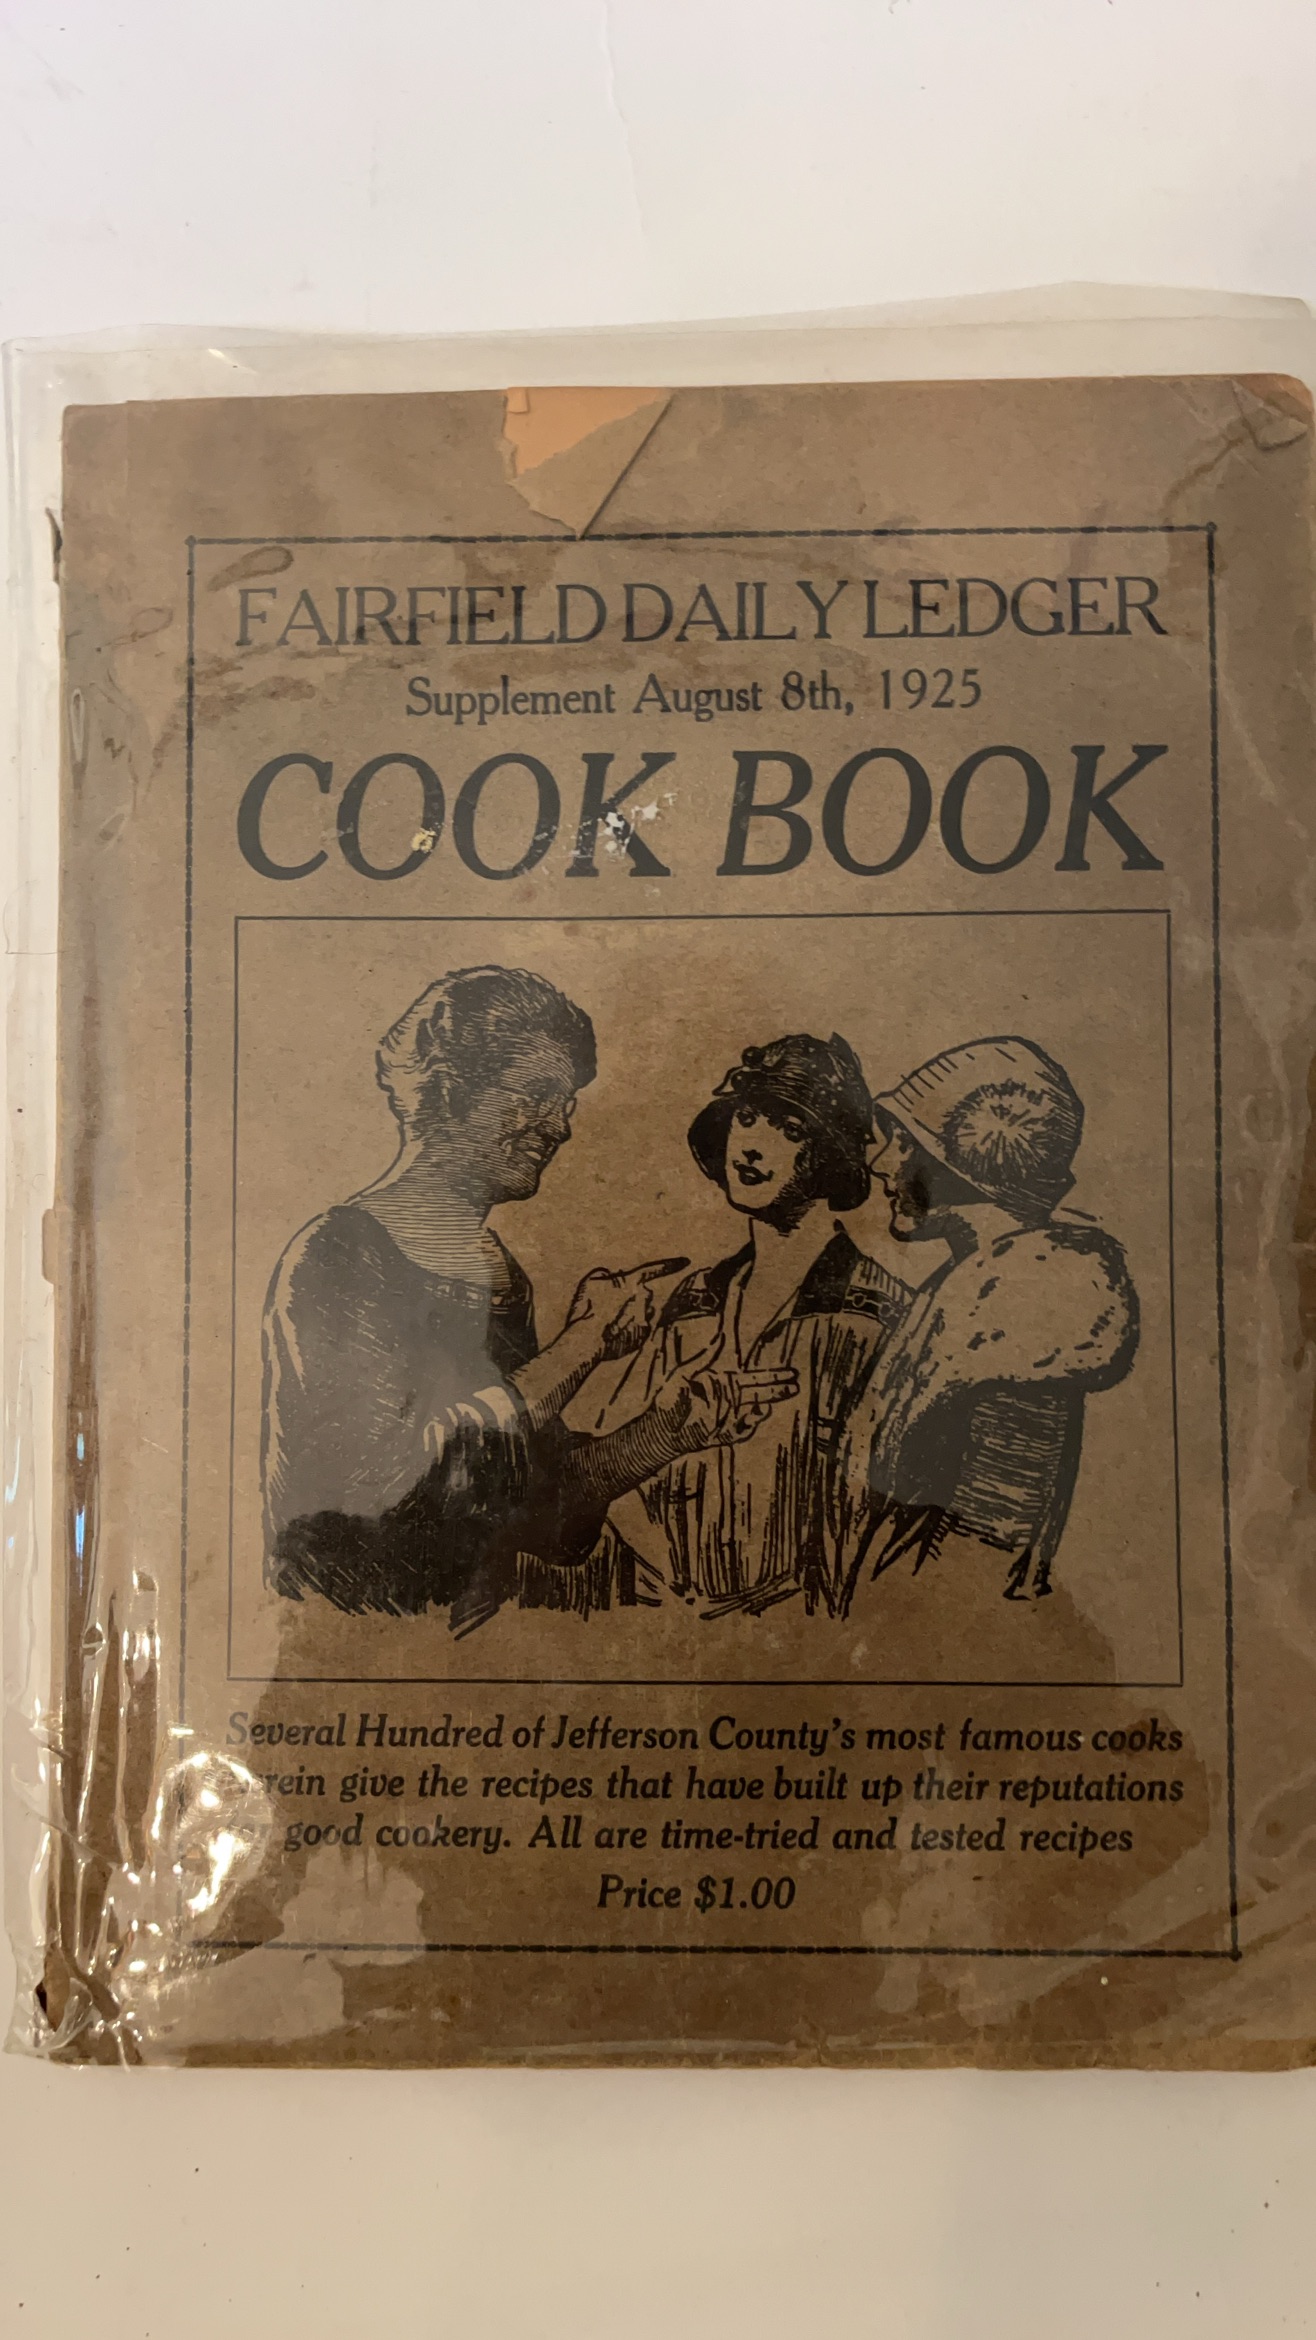 FAIRFIELD DAILY LEDGER
Supplement August 8th, 1925
COOK BOOK
Several Hundred of Jefferson County's most famous cooks
give the recipes that have built up their reputations
good cookery. All are time-tried and tested recipes
Price $1.00